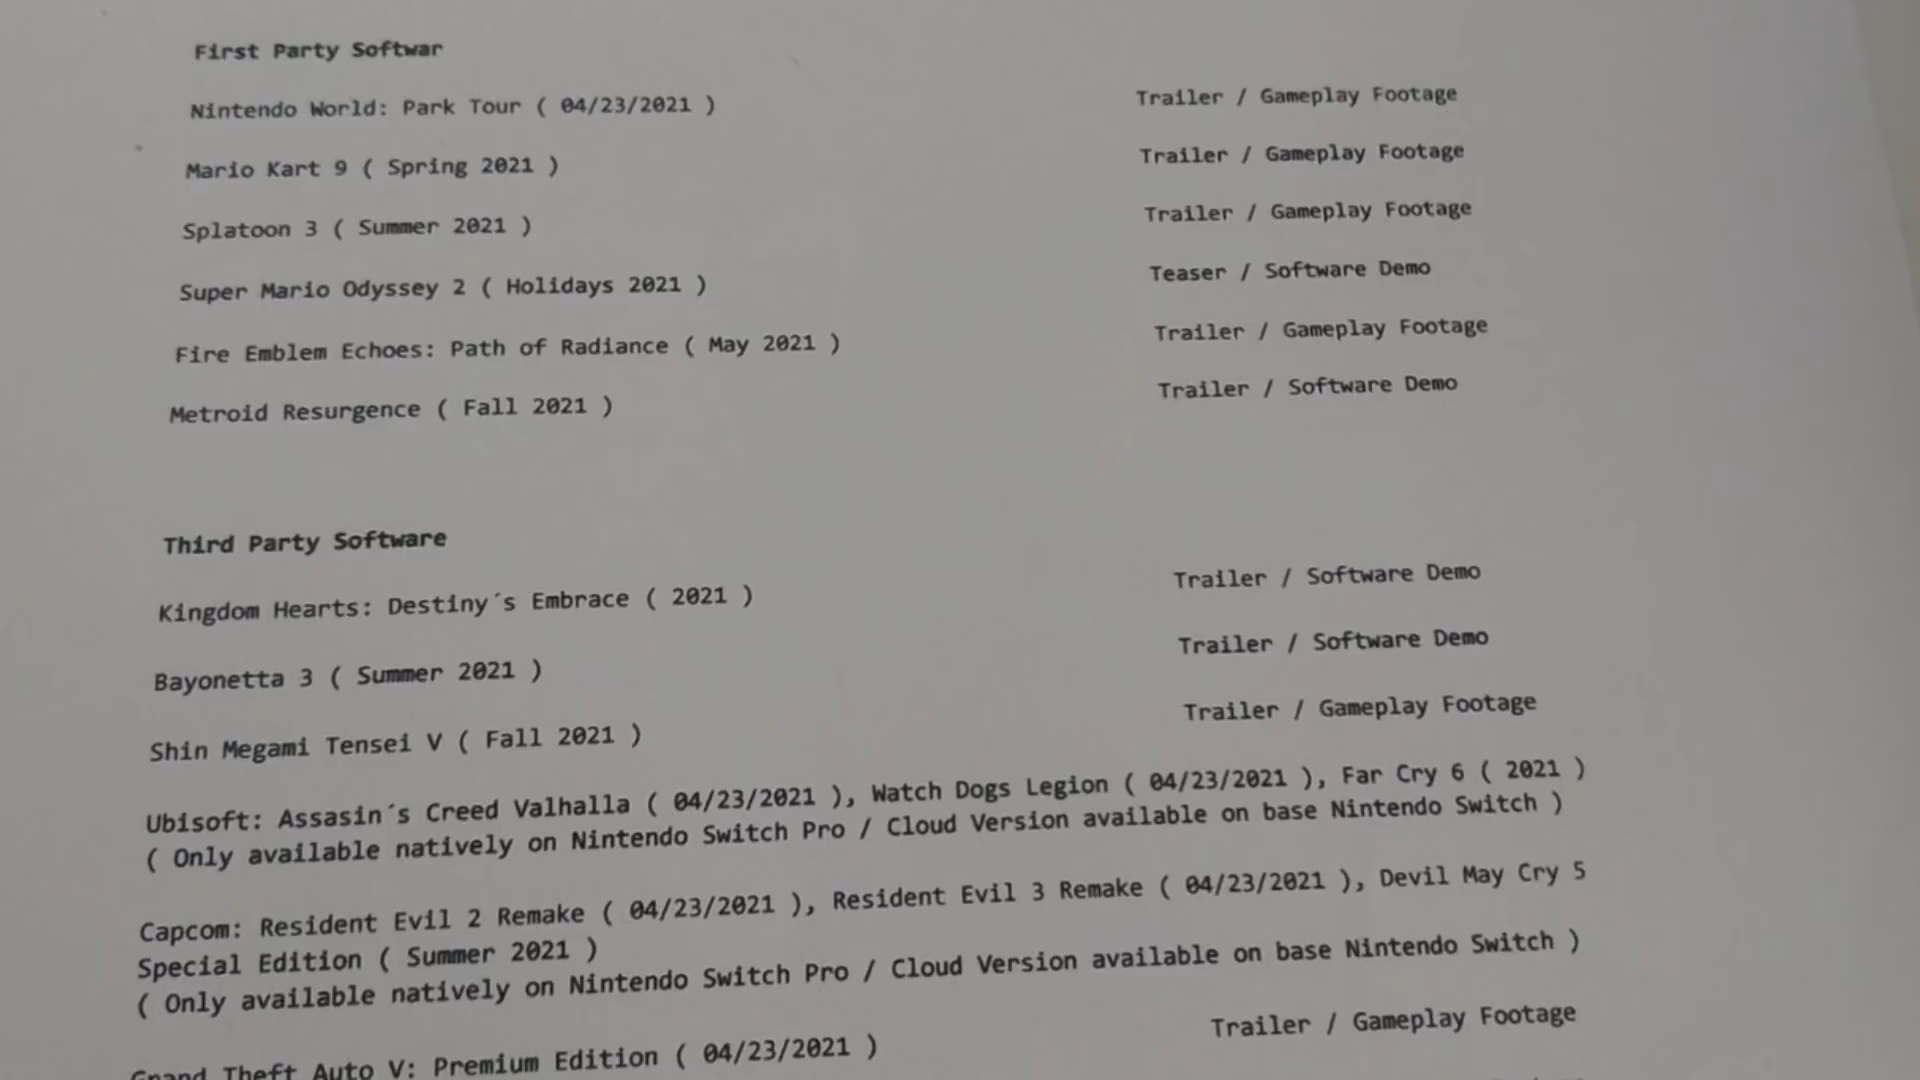 First Party Softwar
Nintendo World: Park Tour ( 04/23/2021 ) Trailer / Gameplay Footage
Mario Kart 9 ( Spring 2021 ) Trailer / Gameplay Footage
Splatoon 3 ( Summer 2021 ) Trailer / Gameplay Footage
Super Mario Odyssey 2 ( Holidays 2021 ) Teaser / Software Demo
Fire Emblem Echoes: Path of Radiance ( May 2021 ) Trailer / Gameplay Footage
Metroid Resurgence ( Fall 2021 ) Trailer / Software Demo
Third Party Software
Kingdom Hearts: Destiny´s Embrace ( 2021 ) Trailer / Software Demo
Bayonetta 3 ( Summer 2021 ) Trailer / Software Demo
Shin Megami Tensei V ( Fall 2021 ) Trailer / Gameplay Footage
Ubisoft: Assasin´s Creed Valhalla ( 04/23/2021 ), Watch Dogs Legion ( 04/23/2021 ), Far Cry 6 ( 2021 )
( Only available natively on Nintendo Switch Pro / Cloud Version available on base Nintendo Switch )
Capcom: Resident Evil 2 Remake ( 04/23/2021 ), Resident Evil 3 Remake ( 04/23/2021 ), Devil May Cry 5
Special Edition ( Summer 2021 )
( Only available natively on Nintendo Switch Pro / Cloud Version available on base Nintendo Switch )
Grand Theft Auto V: Premium Edition ( 04/23/2021 ) Trailer / Gameplay Footage